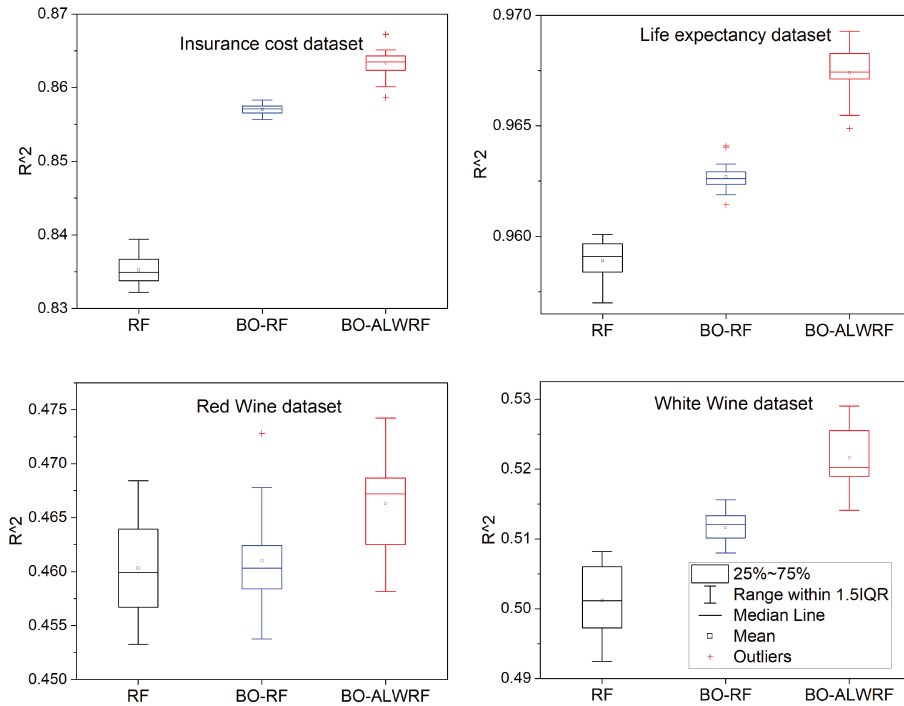 Insurance cost dataset
R^2
0.87
0.86
0.85
0.84
0.83
RF
BO-RF
BO-ALWRF
Life expectancy dataset
R^2
0.970
0.965
0.960
RF
BO-RF
BO-ALWRF
Red Wine dataset
R^2
0.475
0.470
0.465
0.460
0.455
0.450
RF
BO-RF
BO-ALWRF
White Wine dataset
R^2
0.53
0.52
0.51
0.50
0.49
25%~75%
Range within 1.5IQR
Median Line
Mean
Outliers
RF
BO-RF
BO-ALWRF